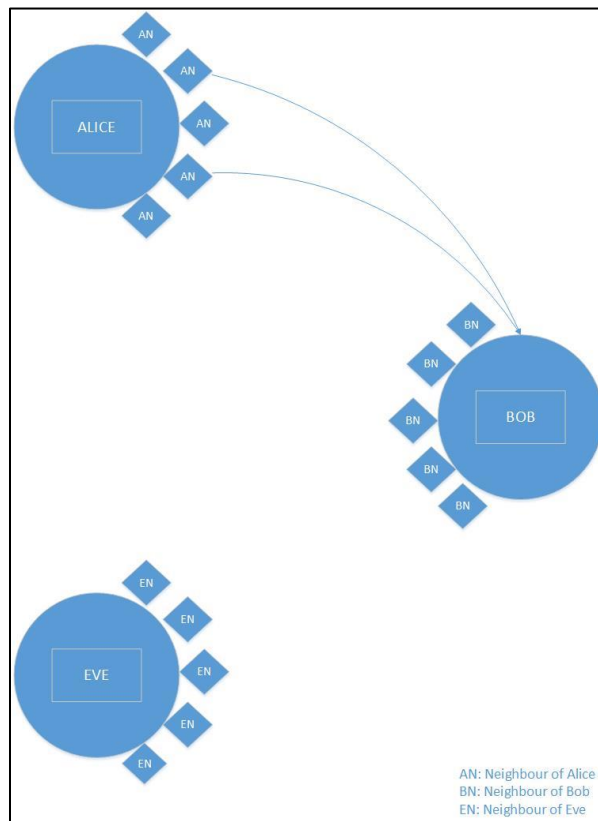 AN
AN
ALICE
AN
AN
AN
BN
BN
BOB
BN
BN
BN
EN
EN
EVE
EN
EN
EN
AN: Neighbour of Alice
BN: Neighbour of Bob
EN: Neighbour of Eve